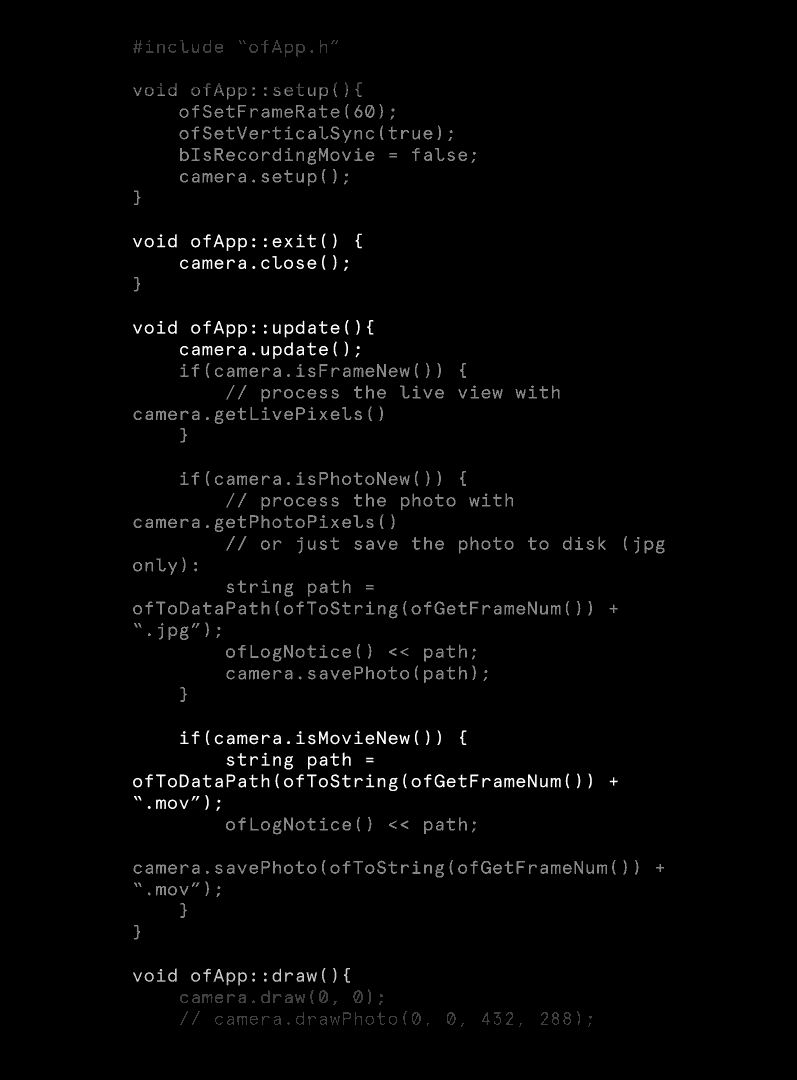 #include “ofApp.h”
void ofApp::setup(){
    ofSetFrameRate(60);
    ofSetVerticalSync(true);
    bIsRecordingMovie = false;
    camera.setup();
}
void ofApp::exit() {
    camera.close();
}
void ofApp::update(){
    camera.update();
    if(camera.isFrameNew()) {
        // process the live view with
camera.getLivePixels()
    }
    if(camera.isPhotoNew()) {
        // process the photo with
camera.getPhotoPixels()
        // or just save the photo to disk (jpg
only):
        string path =
ofToDataPath(ofToString(ofGetFrameNum()) +
“.jpg”);
        ofLogNotice() << path;
        camera.savePhoto(path);
    }
    if(camera.isMovieNew()) {
        string path =
ofToDataPath(ofToString(ofGetFrameNum()) +
“.mov”);
        ofLogNotice() << path;
camera.savePhoto(ofToString(ofGetFrameNum()) +
“.mov”);
    }
}
void ofApp::draw(){
    camera.draw(0, 0);
    // camera.drawPhoto(0, 0, 432, 288);